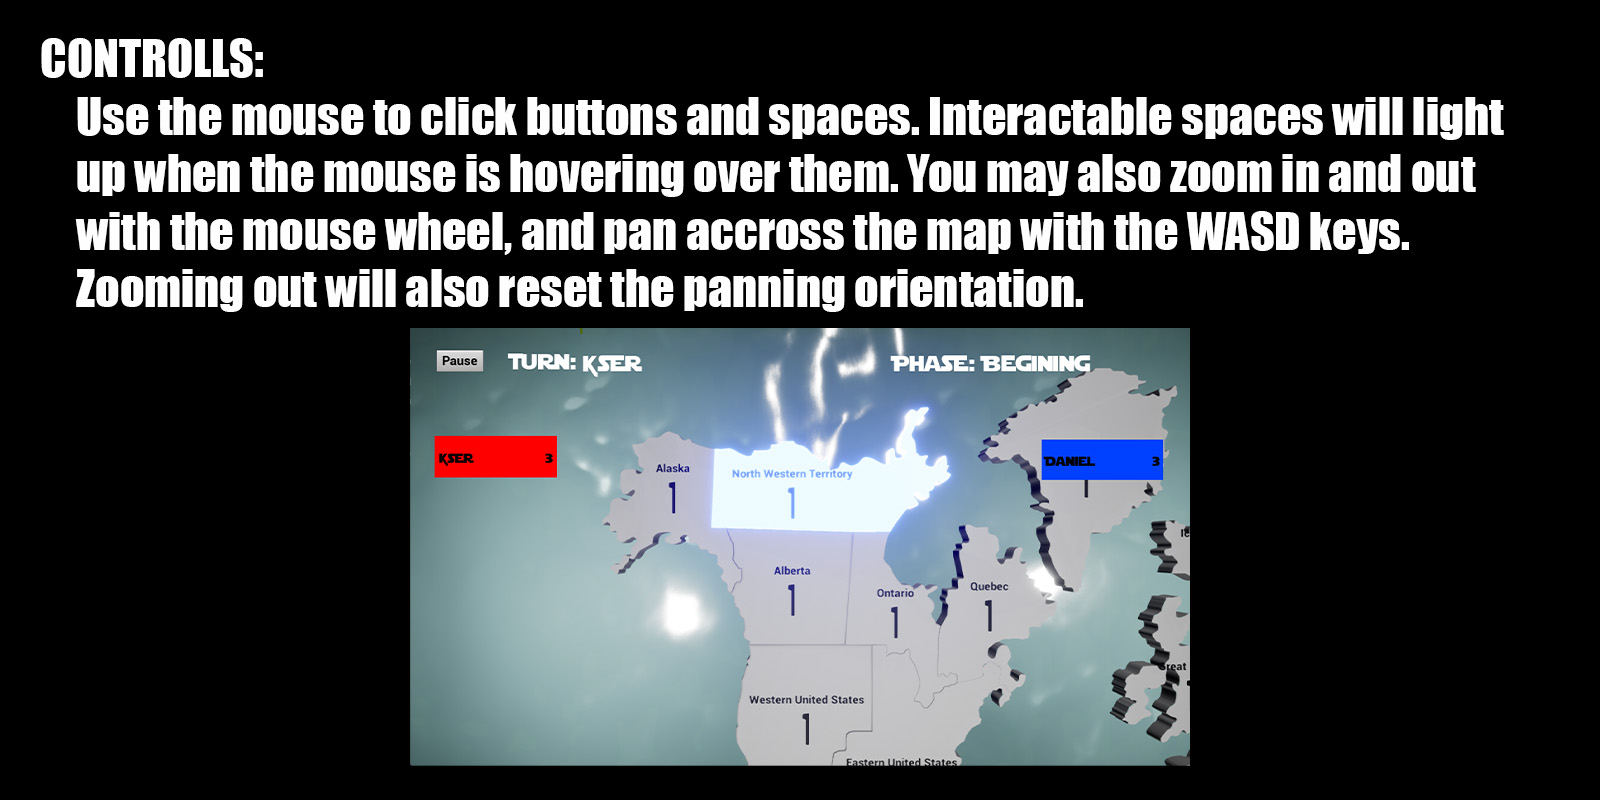 CONTROLLS:
Use the mouse to click buttons and spaces. Interactable spaces will light
up when the mouse is hovering over them. You may also zoom in and out
with the mouse wheel, and pan accross the map with the WASD keys.
Zooming out will also reset the panning orientation.
Pause
TURN: KSER
PHASE: BEGINING
KSER 3
DANIEL 3
1
Alaska
1
North Western Territory
1
Alberta
1
Ontario
1
Quebec
1
Western United States
1
Eastern United States